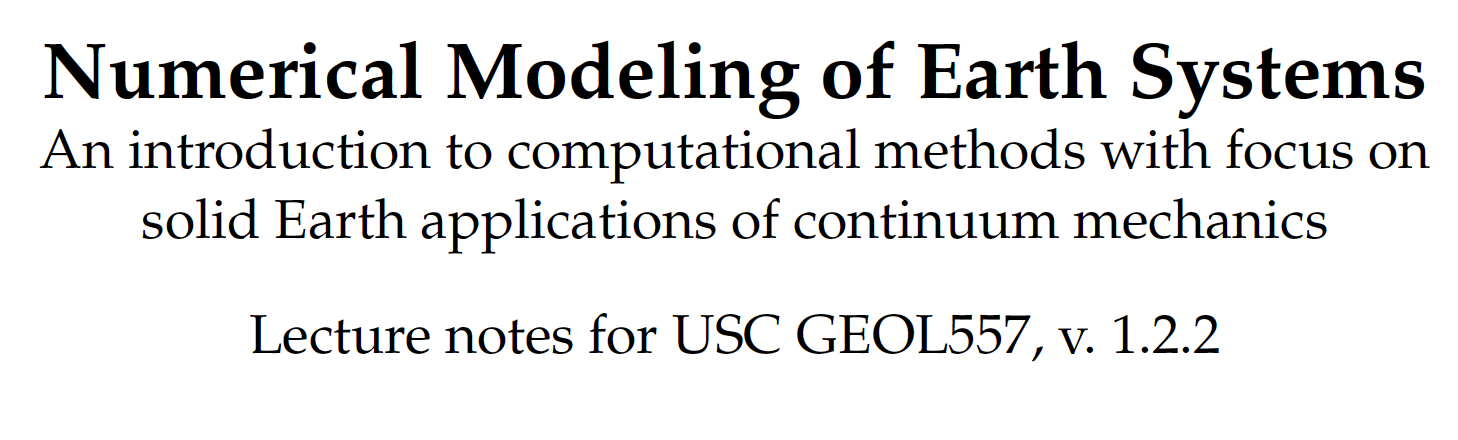 Numerical Modeling of Earth Systems
An introduction to computational methods with focus on
solid Earth applications of continuum mechanics
Lecture notes for USC GEOL557, v. 1.2.2